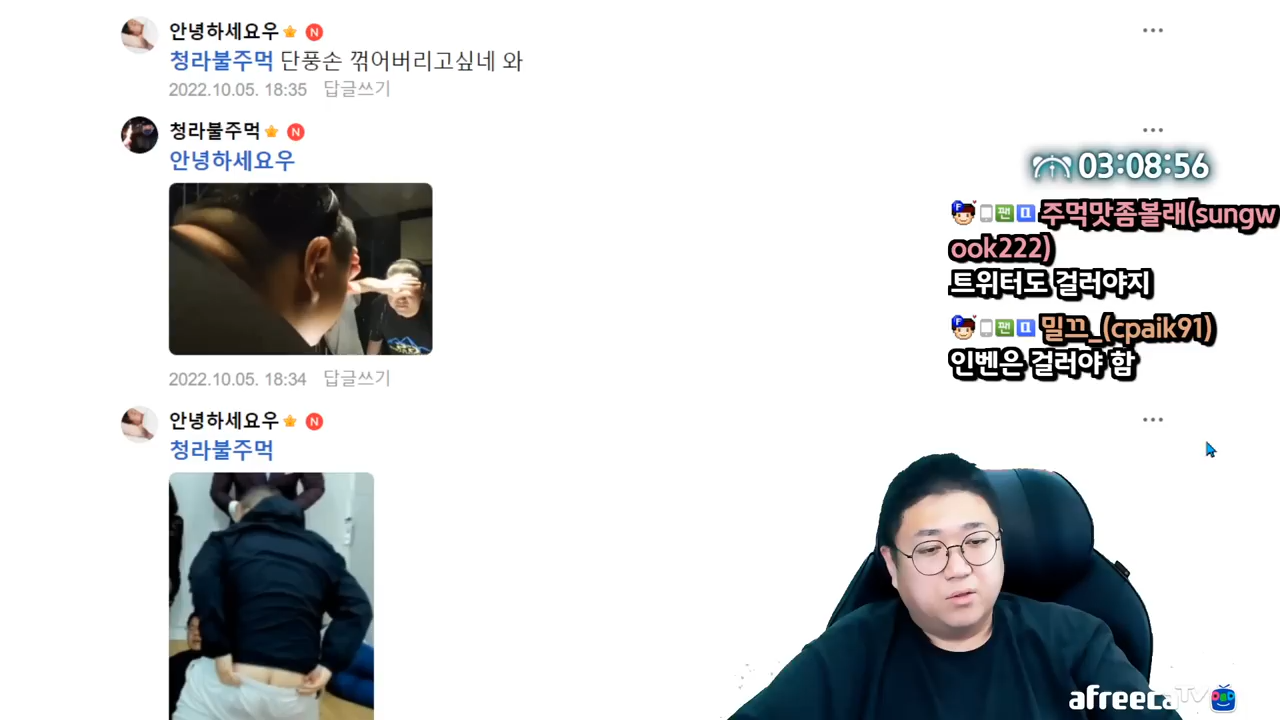 안녕하세요우 N
청라불주먹 단풍손 꺾어버리고싶네 와
2022.10.05. 18:35 답글쓰기
청라불주먹 N
안녕하세요우
2022.10.05. 18:34 답글쓰기
안녕하세요우 N
청라불주먹
03:08:56
F 팬 주먹맛좀볼래(sungw
ook222)
트위터도 걸러야지
F 팬 밀끄_(cpaik91)
인벤은 걸러야 함
afreecaTV